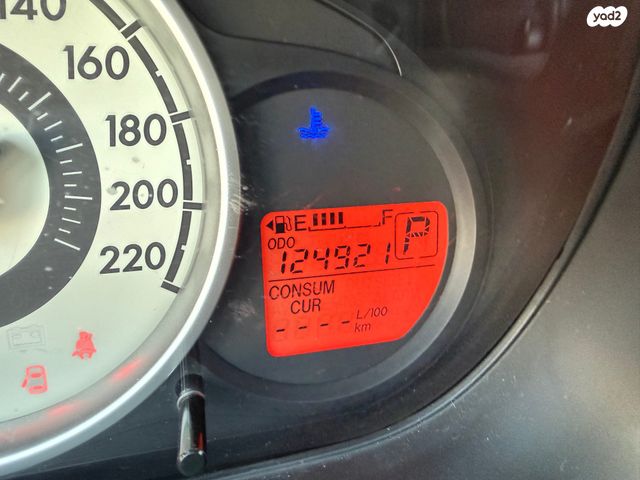 yad2
140
160
180
200
220
E F
ODO
124921 P
CONSUM
CUR
---- L/100
km